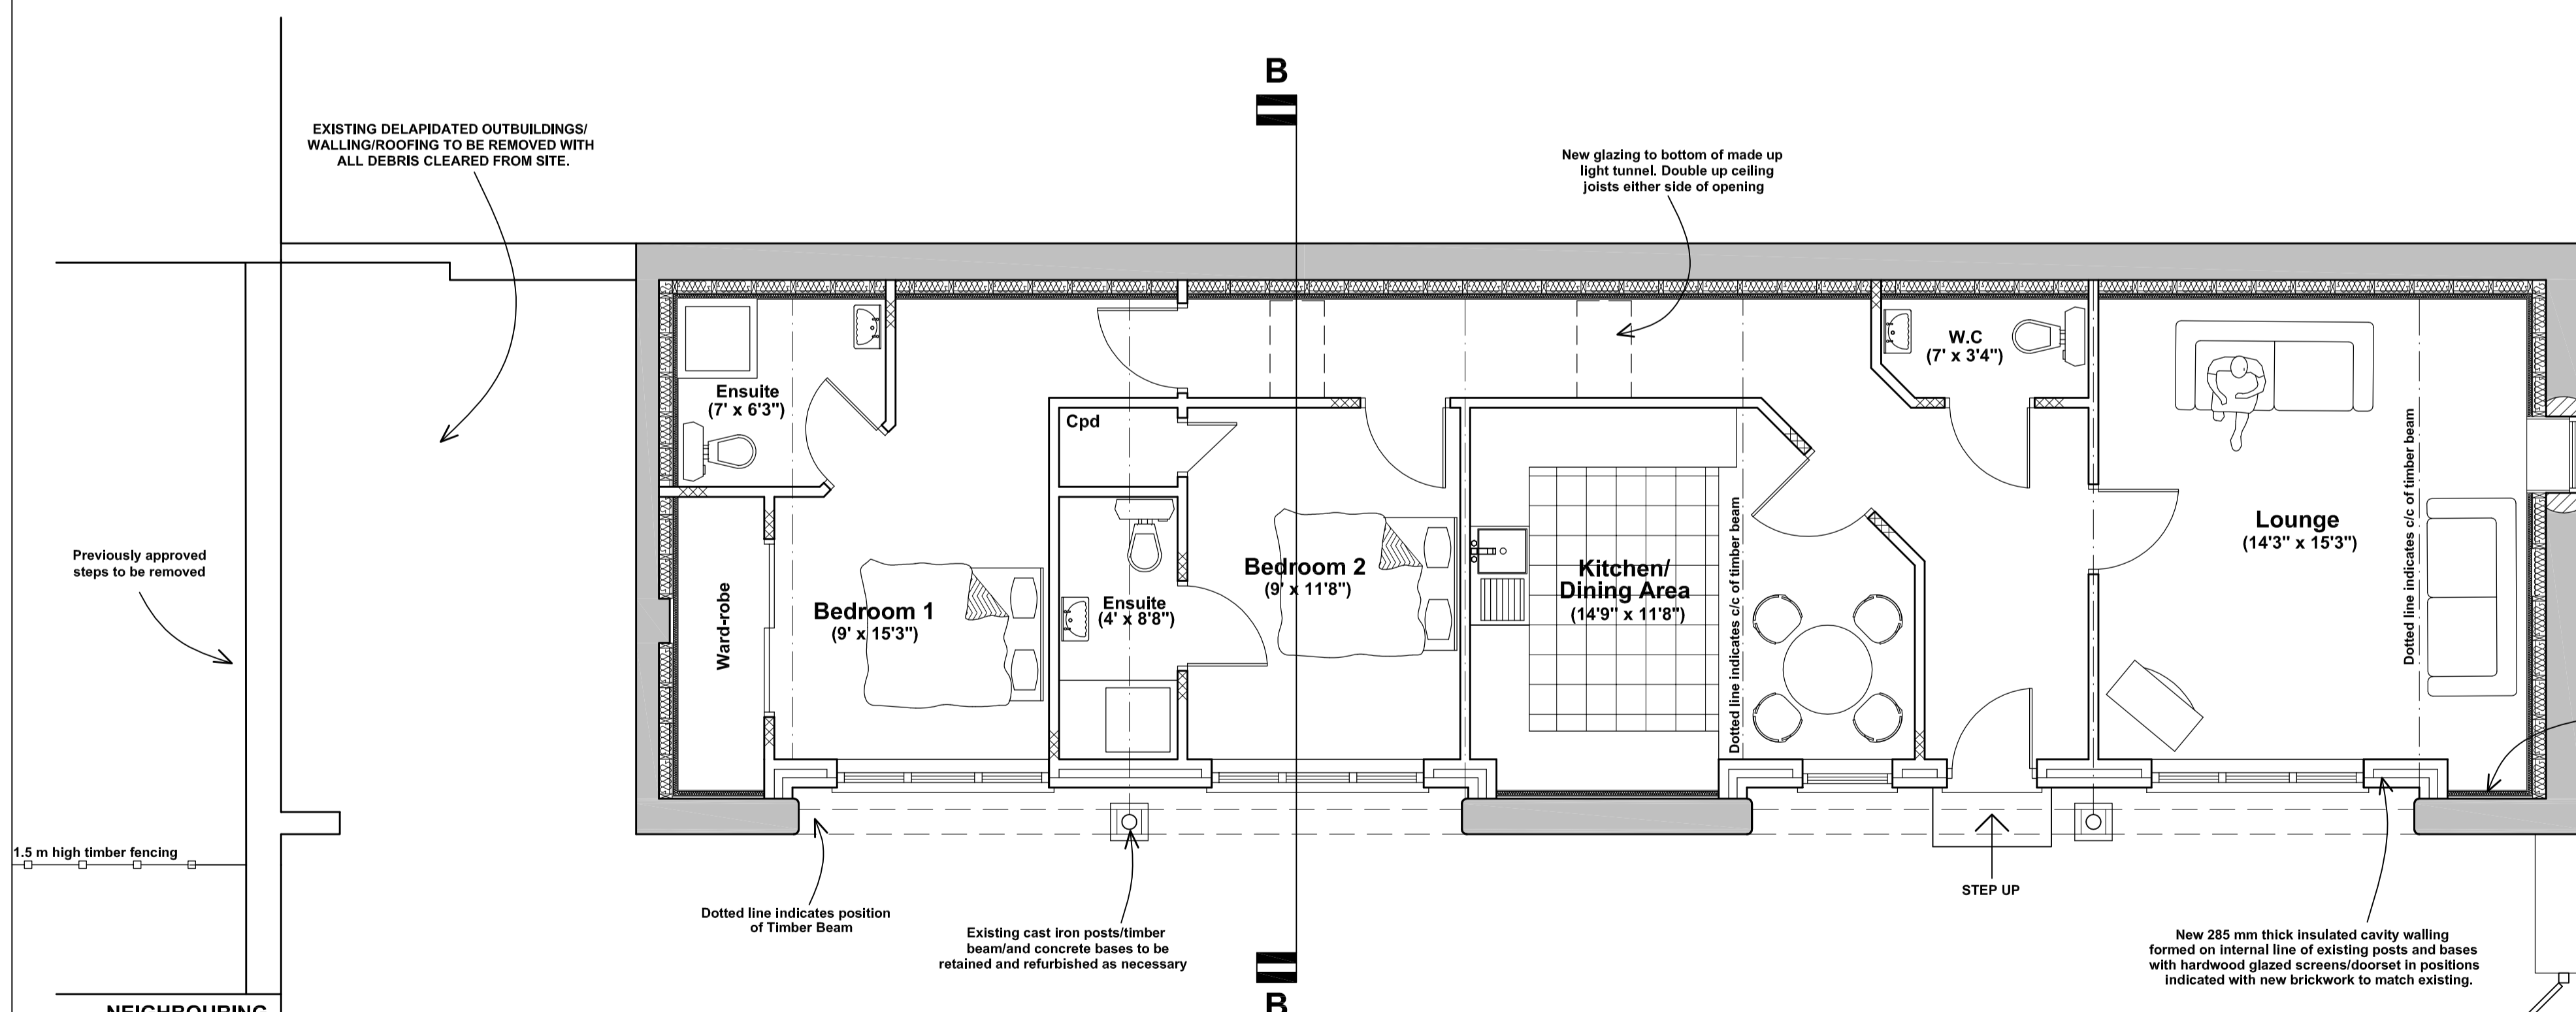 B
EXISTING DELAPIDATED OUTBUILDINGS/
WALLING/ROOFING TO BE REMOVED WITH
ALL DEBRIS CLEARED FROM SITE.
New glazing to bottom of made up
light tunnel. Double up ceiling
joists either side of opening
W.C
(7' x 3'4")
Ensuite
(7' x 6'3")
Cpd
Lounge
(14'3" x 15'3")
Dotted line indicates c/c of timber beam
Previously approved
steps to be removed
Ward-robe
Bedroom 1
(9' x 15'3")
Ensuite
(4' x 8'8")
Bedroom 2
(9' x 11'8")
Kitchen/
Dining Area
(14'9" x 11'8")
Dotted line indicates c/c of timber beam
1.5 m high timber fencing
STEP UP
Dotted line indicates position
of Timber Beam
Existing cast iron posts/timber
beam/and concrete bases to be
retained and refurbished as necessary
New 285 mm thick insulated cavity walling
formed on internal line of existing posts and bases
with hardwood glazed screens/doorset in positions
indicated with new brickwork to match existing.
B
NEIGHBOURING